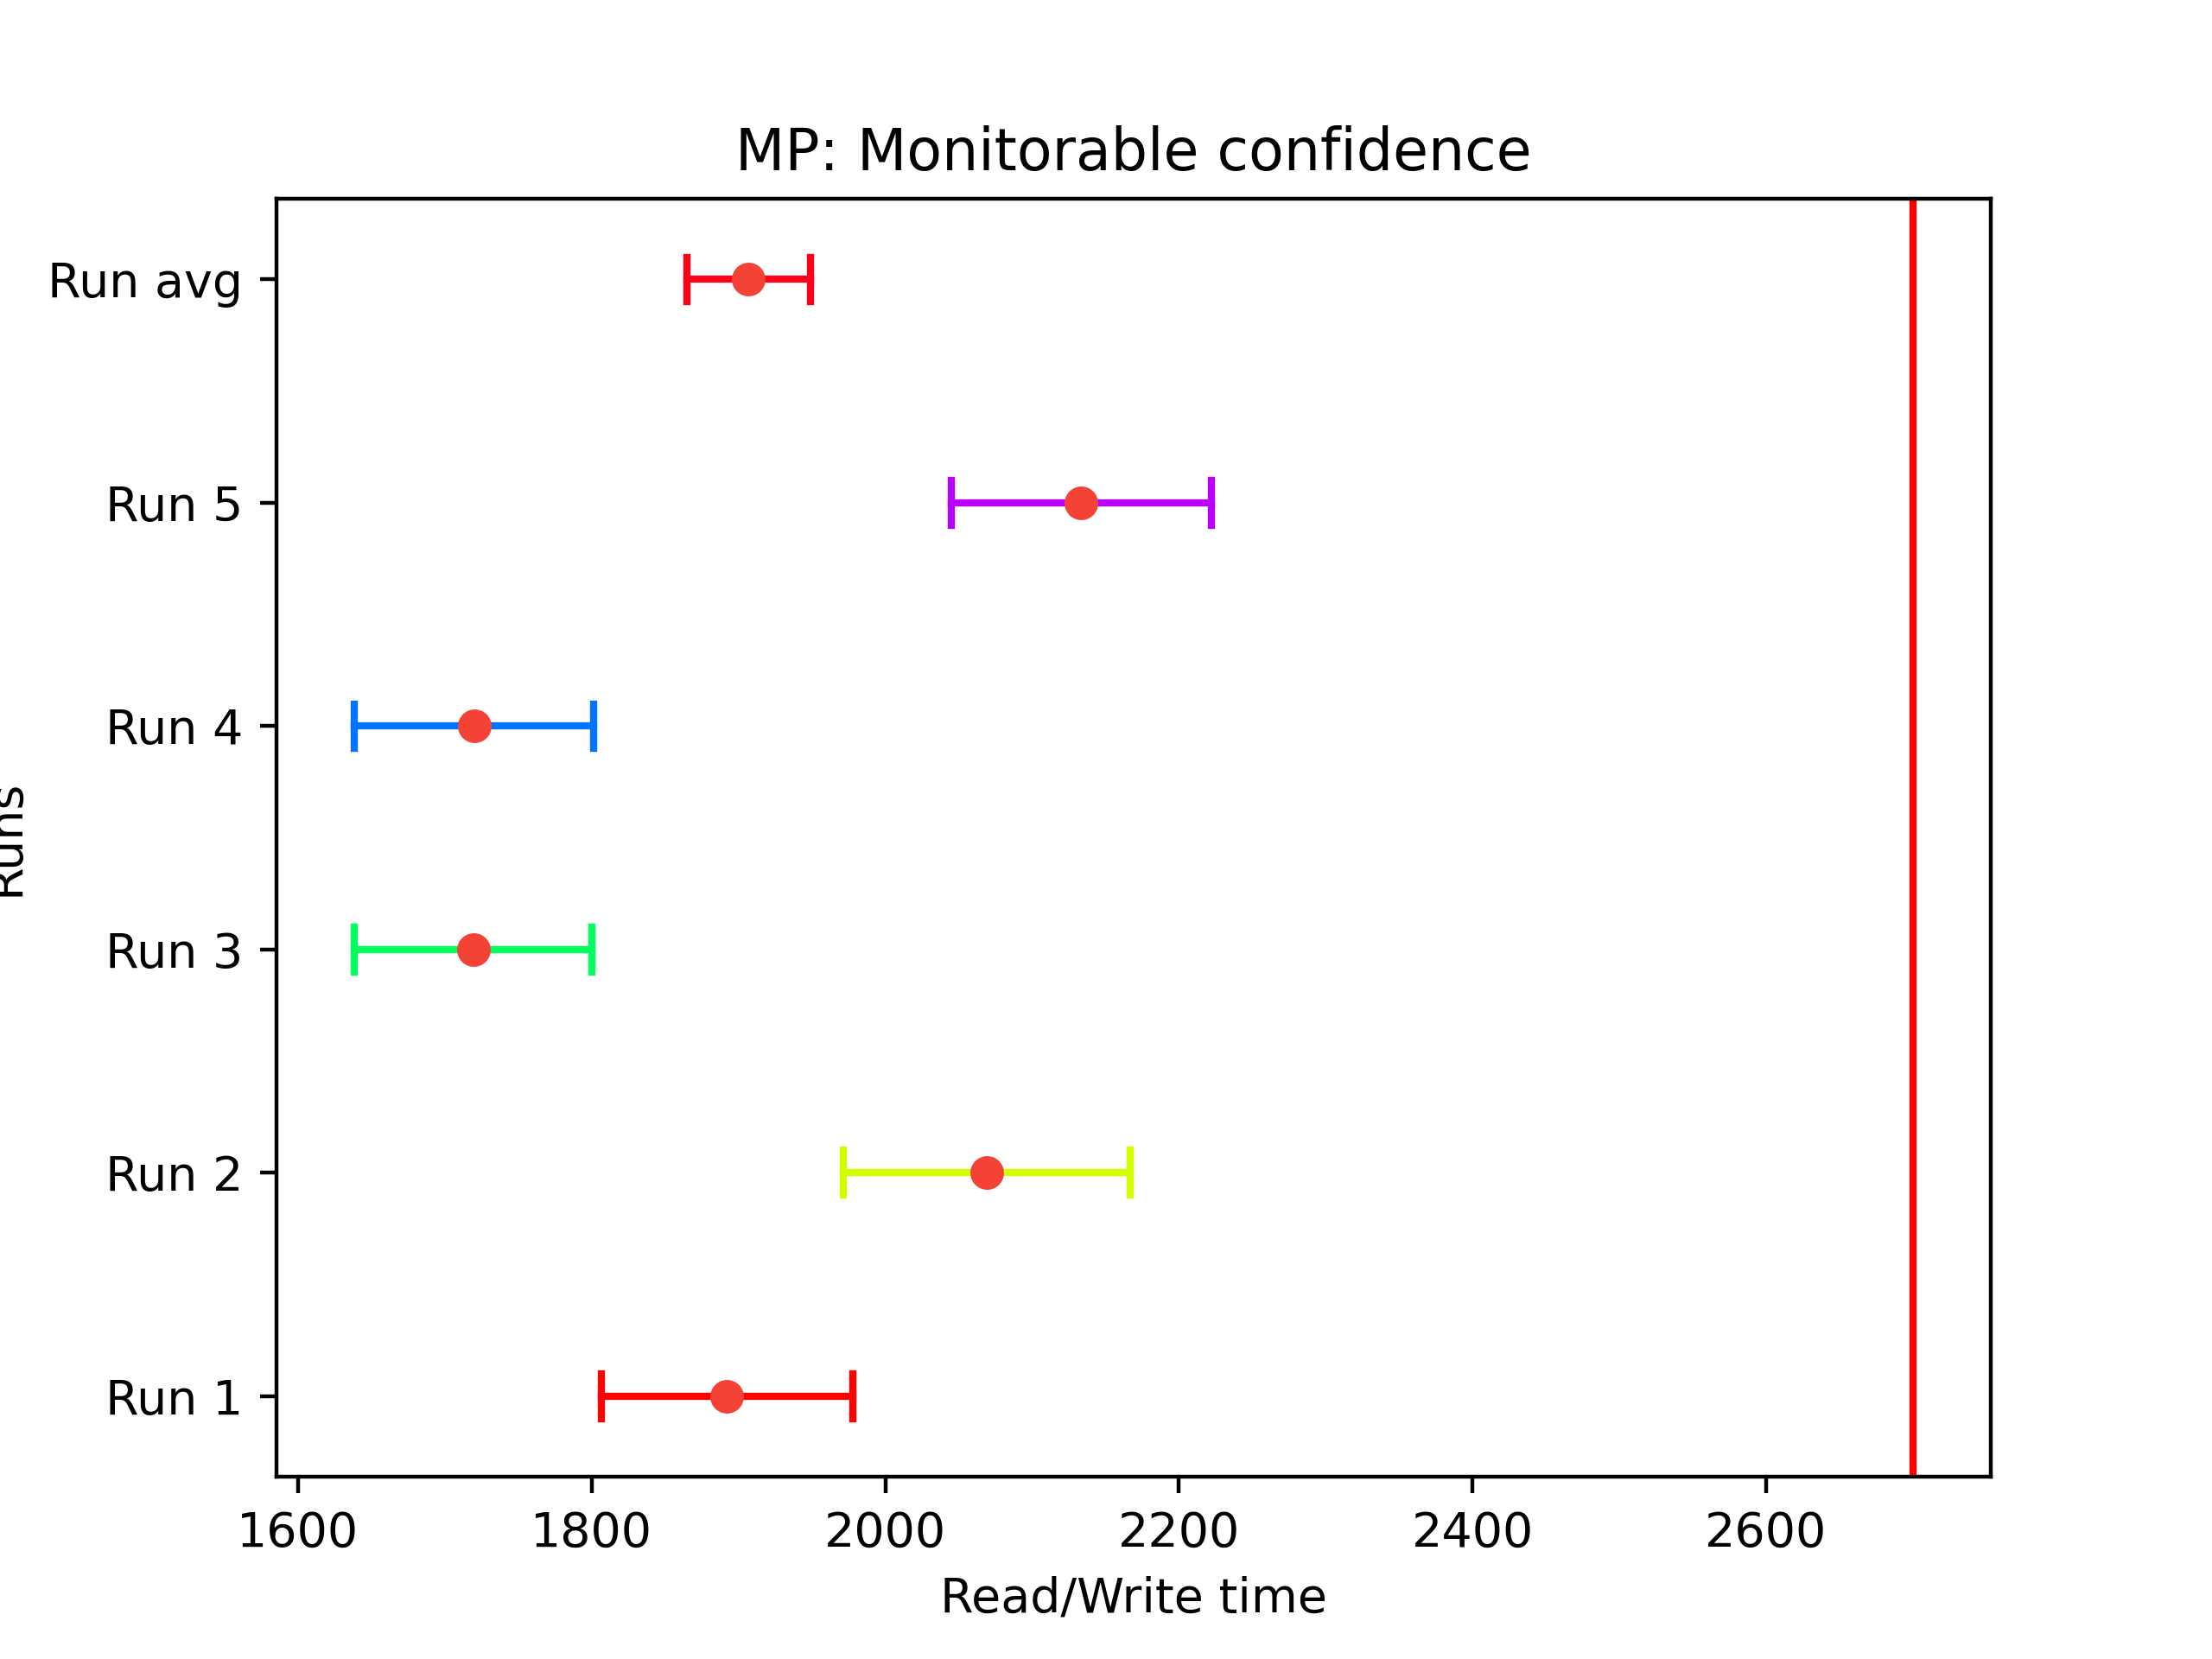 MP: Monitorable confidence
Run avg
Run 5
Run 4
Run 3
Run 2
Run 1
Runs
1600 1800 2000 2200 2400 2600
Read/Write time